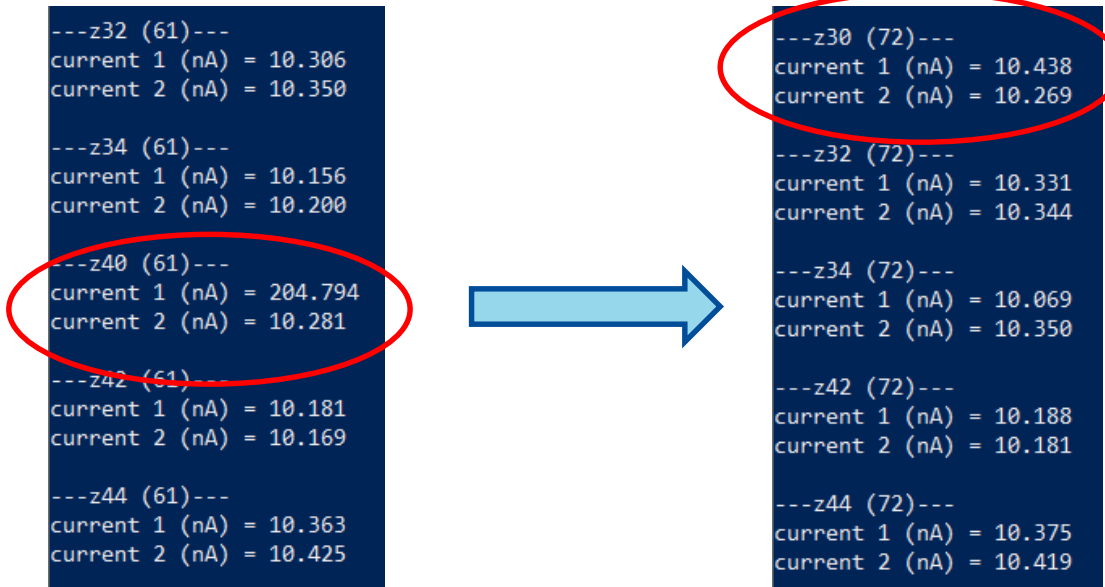 ---z32 (61)---
current 1 (nA) = 10.306
current 2 (nA) = 10.350
---z34 (61)---
current 1 (nA) = 10.156
current 2 (nA) = 10.200
---z40 (61)---
current 1 (nA) = 204.794
current 2 (nA) = 10.281
---z42 (61)---
current 1 (nA) = 10.181
current 2 (nA) = 10.169
---z44 (61)---
current 1 (nA) = 10.363
current 2 (nA) = 10.425
---z30 (72)---
current 1 (nA) = 10.438
current 2 (nA) = 10.269
---z32 (72)---
current 1 (nA) = 10.331
current 2 (nA) = 10.344
---z34 (72)---
current 1 (nA) = 10.069
current 2 (nA) = 10.350
---z42 (72)---
current 1 (nA) = 10.188
current 2 (nA) = 10.181
---z44 (72)---
current 1 (nA) = 10.375
current 2 (nA) = 10.419